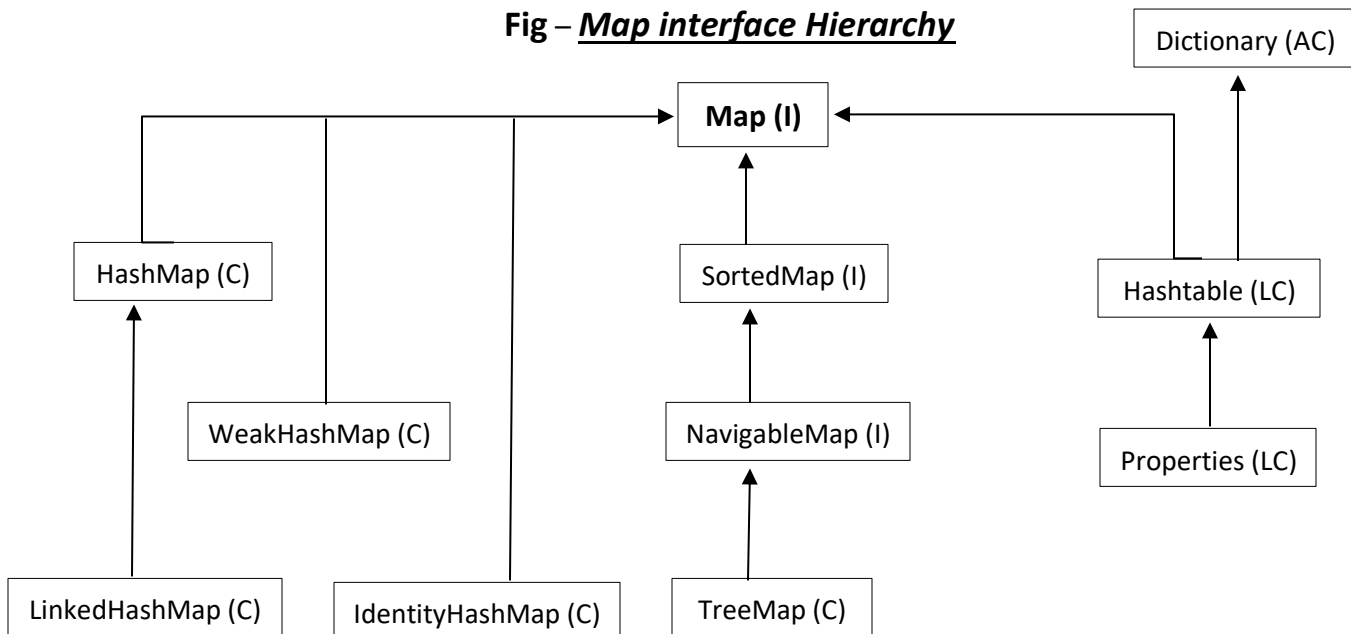 Fig – Map interface Hierarchy
Dictionary (AC)
Map (I)
HashMap (C)
SortedMap (I)
Hashtable (LC)
WeakHashMap (C)
NavigableMap (I)
Properties (LC)
LinkedHashMap (C)
IdentityHashMap (C)
TreeMap (C)